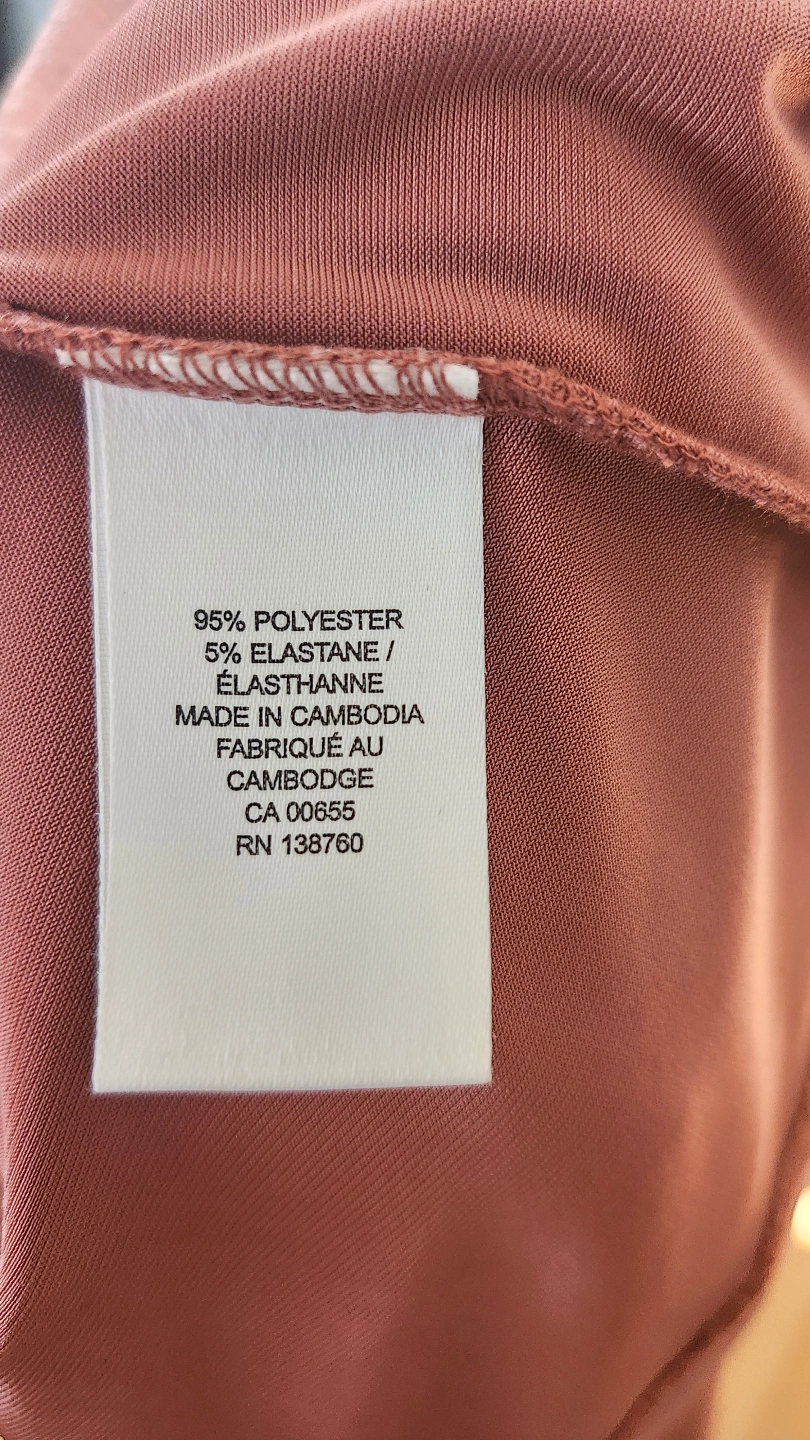 95% POLYESTER
5% ELASTANE /
ÉLASTHANNE
MADE IN CAMBODIA
FABRIQUÉ AU
CAMBODGE
CA 00655
RN 138760